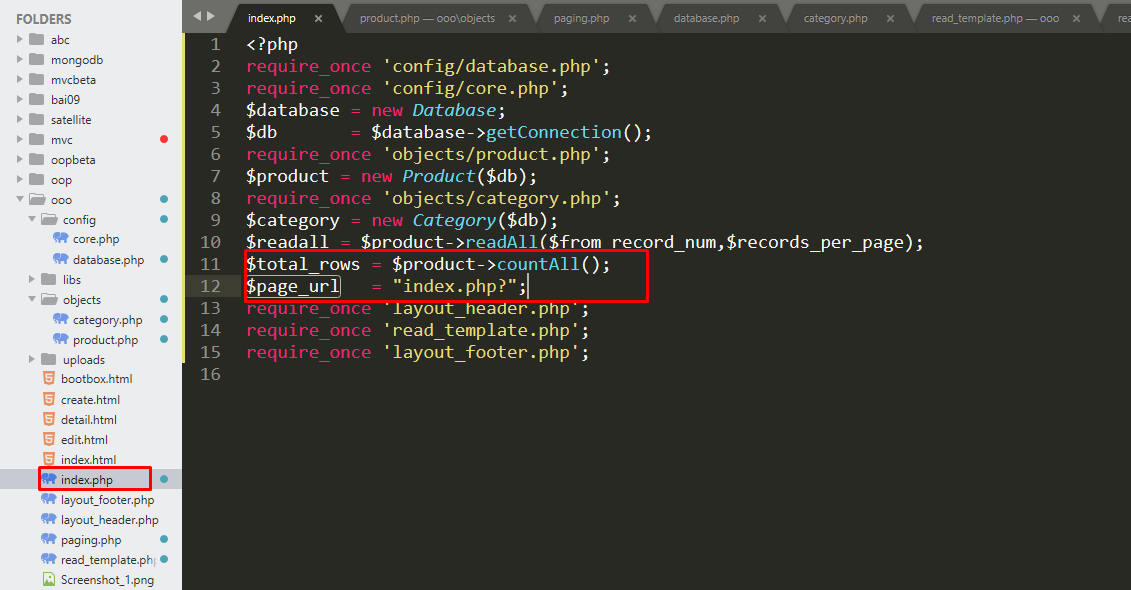 FOLDERS
abc
mongodb
mvcbeta
bai09
satellite
mvc
oopbeta
oop
ooo
config
core.php
database.php
libs
objects
category.php
product.php
uploads
bootbox.html
create.html
detail.html
edit.html
index.html
index.php
layout_footer.php
layout_header.php
paging.php
read_template.php
Screenshot_1.png
index.php × product.php — ooo\objects × paging.php × database.php × category.php × read_template.php — ooo × rea
1 <?php
2 require_once 'config/database.php';
3 require_once 'config/core.php';
4 $database = new Database;
5 $db       = $database->getConnection();
6 require_once 'objects/product.php';
7 $product = new Product($db);
8 require_once 'objects/category.php';
9 $category = new Category($db);
10 $readall = $product->readAll($from_record_num,$records_per_page);
11 $total_rows = $product->countAll();
12 $page_url   = "index.php?";
13 require_once 'layout_header.php';
14 require_once 'read_template.php';
15 require_once 'layout_footer.php';
16